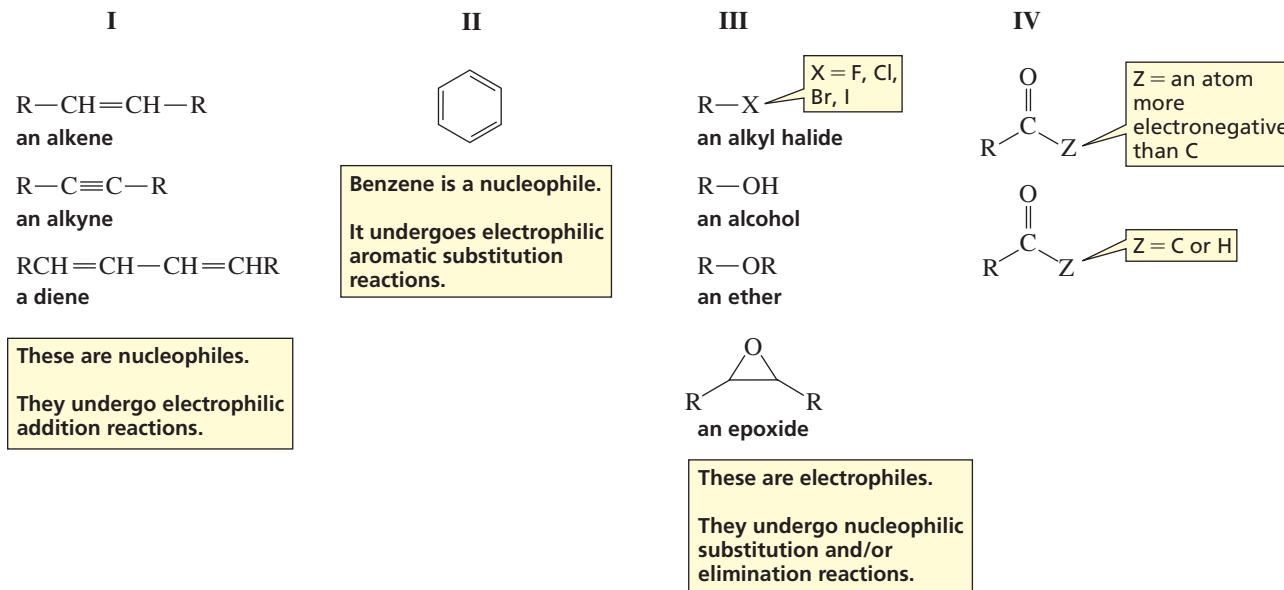 I
R—CH=CH—R
an alkene
R—C≡C—R
an alkyne
RCH=CH—CH=CHR
a diene
These are nucleophiles.
They undergo electrophilic
addition reactions.
II
Benzene is a nucleophile.
It undergoes electrophilic
aromatic substitution
reactions.
III
X = F, Cl,
Br, I
R—X
an alkyl halide
R—OH
an alcohol
R—OR
an ether
O
R R
an epoxide
These are electrophiles.
They undergo nucleophilic
substitution and/or
elimination reactions.
IV
O
C
R Z
Z = an atom
more
electronegative
than C
O
C
R Z
Z = C or H